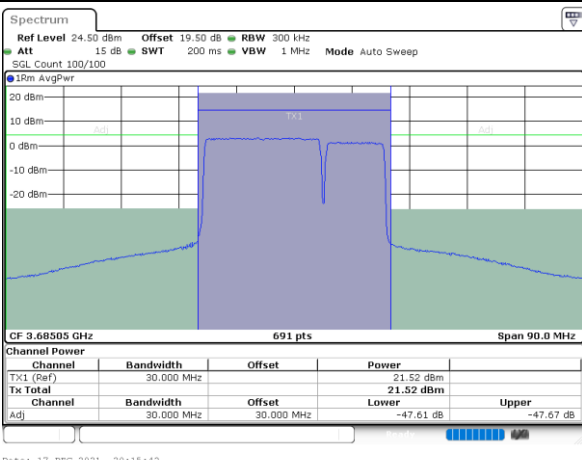 Spectrum
Ref Level 24.50 dBm Offset 19.50 dB RBW 300 kHz
Att 15 dB SWT 200 ms VBW 1 MHz Mode Auto Sweep
SGL Count 100/100
1Rm AvgPwr
20 dBm
TX1
10 dBm
Adj Adj
0 dBm
-10 dBm
-20 dBm
CF 3.68505 GHz 691 pts Span 90.0 MHz
Channel Power
Channel Bandwidth Offset Power
TX1 (Ref) 30.000 MHz 21.52 dBm
Tx Total 21.52 dBm
Channel Bandwidth Offset Lower Upper
Adj 30.000 MHz 30.000 MHz -47.61 dB -47.67 dB
Ready